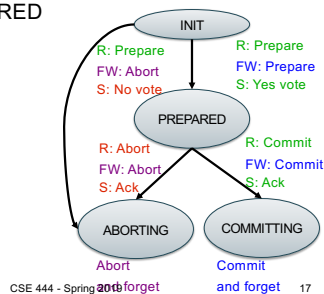 RED
INIT
R: Prepare
FW: Abort
S: No vote
R: Prepare
FW: Prepare
S: Yes vote
PREPARED
R: Abort
FW: Abort
S: Ack
R: Commit
FW: Commit
S: Ack
ABORTING
COMMITTING
Abort
and forget
Commit
and forget
CSE 444 - Spring 2019
17